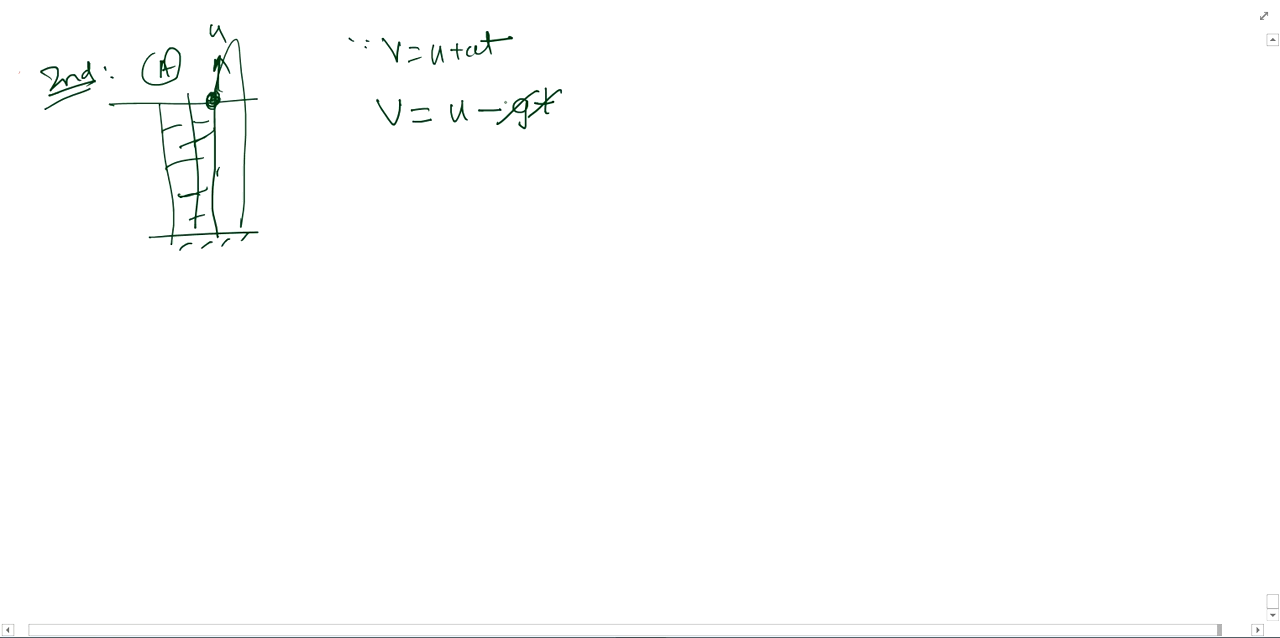 u
2nd: (A)
∵ V = u + at
V = u - gt